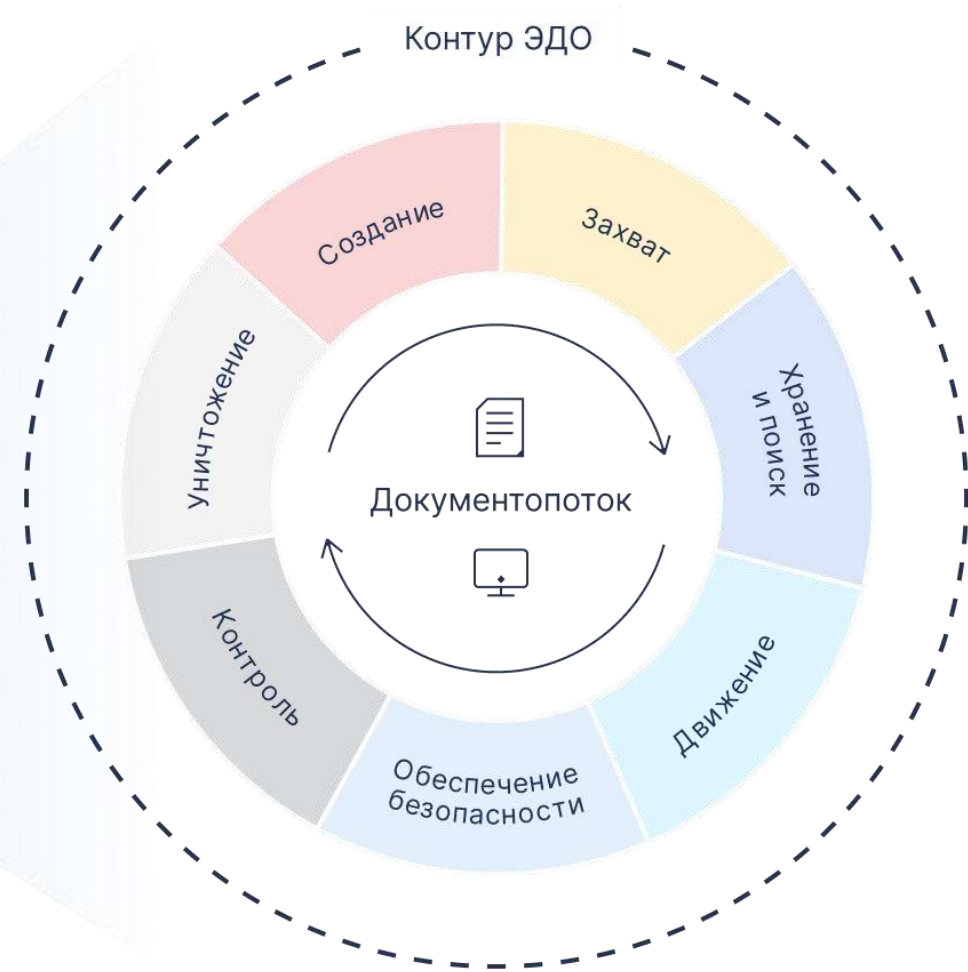 Контур ЭДО
Создание
Захват
Хранение
и поиск
Движение
Обеспечение
безопасности
Контроль
Уничтожение
Документопоток